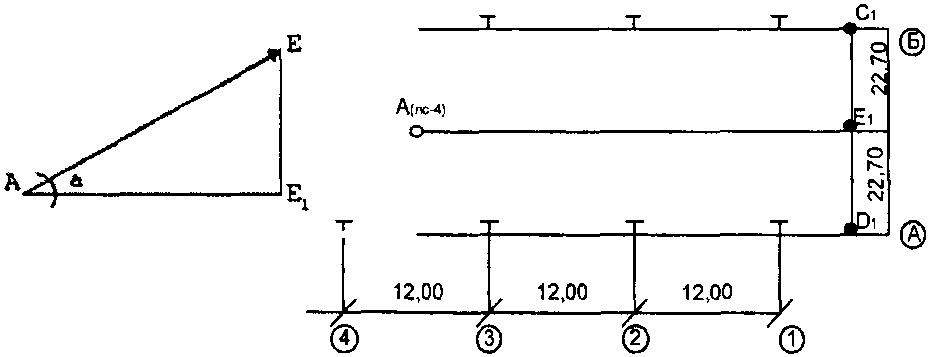 E
A
a
E₁
C₁
Б
22,70
A(пс-4)
E₁
22,70
D₁
А
12,00 12,00 12,00
4 3 2 1